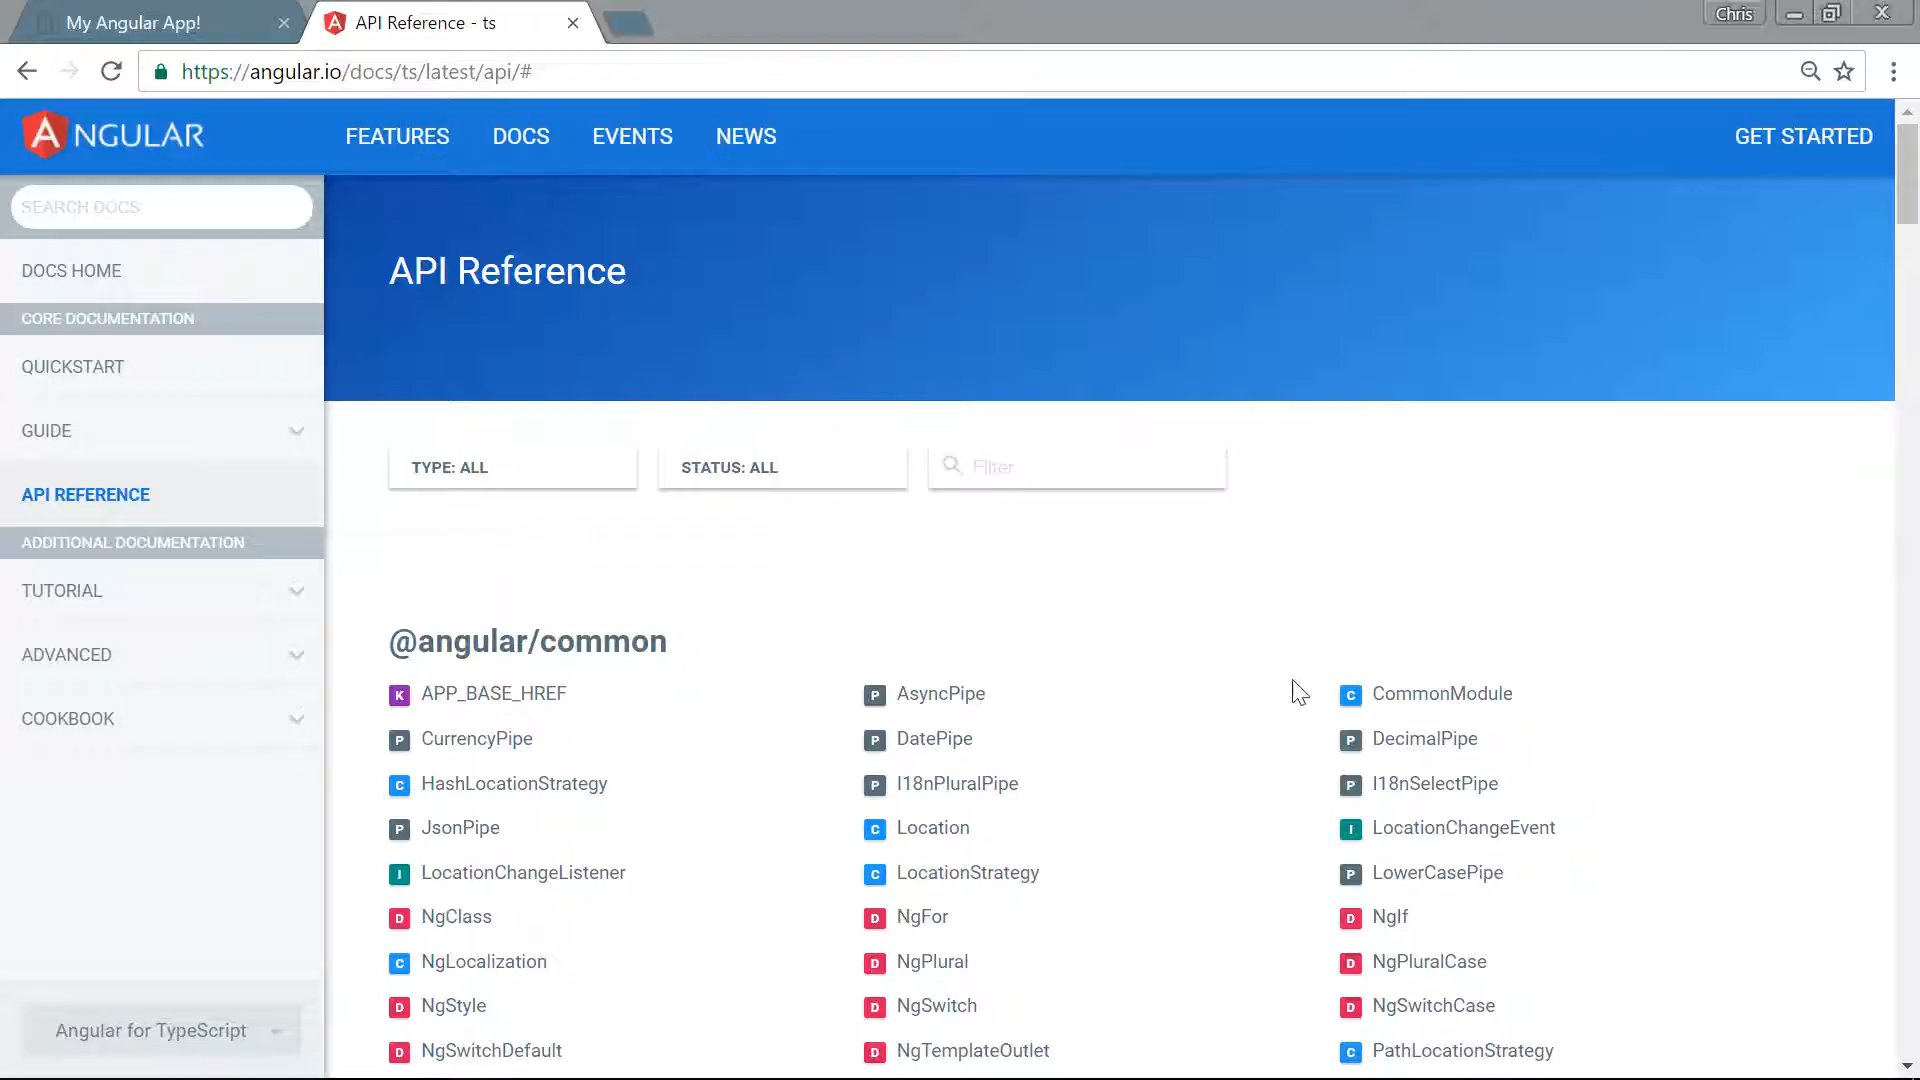 My Angular App!
API Reference - ts
Chris
https://angular.io/docs/ts/latest/api/#
ANGULAR
FEATURES
DOCS
EVENTS
NEWS
GET STARTED
SEARCH DOCS
DOCS HOME
CORE DOCUMENTATION
QUICKSTART
GUIDE
API REFERENCE
ADDITIONAL DOCUMENTATION
TUTORIAL
ADVANCED
COOKBOOK
Angular for TypeScript
API Reference
TYPE: ALL
STATUS: ALL
Filter
@angular/common
K APP_BASE_HREF
P AsyncPipe
C CommonModule
P CurrencyPipe
P DatePipe
P DecimalPipe
C HashLocationStrategy
P I18nPluralPipe
P I18nSelectPipe
P JsonPipe
C Location
I LocationChangeEvent
I LocationChangeListener
C LocationStrategy
P LowerCasePipe
D NgClass
D NgFor
D NgIf
C NgLocalization
D NgPlural
D NgPluralCase
D NgStyle
D NgSwitch
D NgSwitchCase
D NgSwitchDefault
D NgTemplateOutlet
C PathLocationStrategy